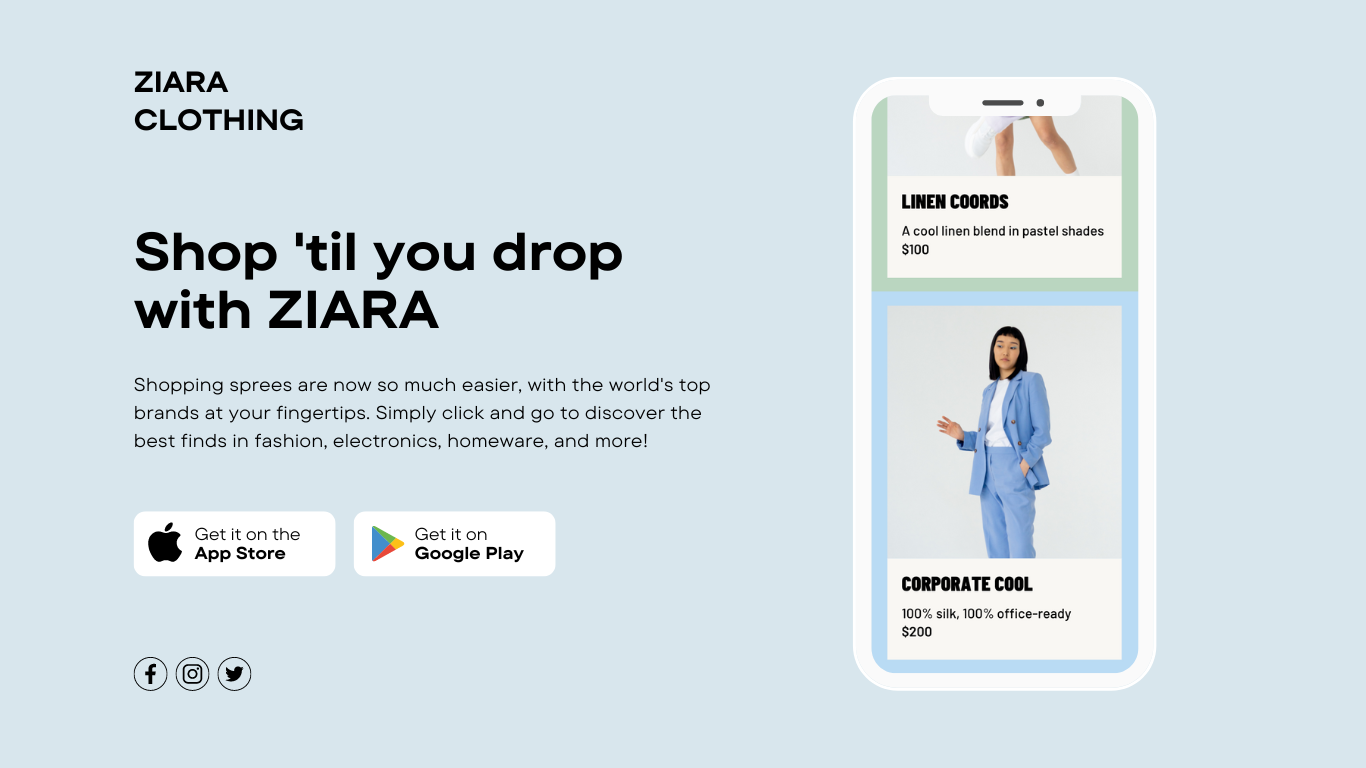 ZIARA
CLOTHING
Shop 'til you drop
with ZIARA
Shopping sprees are now so much easier, with the world's top
brands at your fingertips. Simply click and go to discover the
best finds in fashion, electronics, homeware, and more!
Get it on the
App Store
Get it on
Google Play
LINEN COORDS
A cool linen blend in pastel shades
$100
CORPORATE COOL
100% silk, 100% office-ready
$200